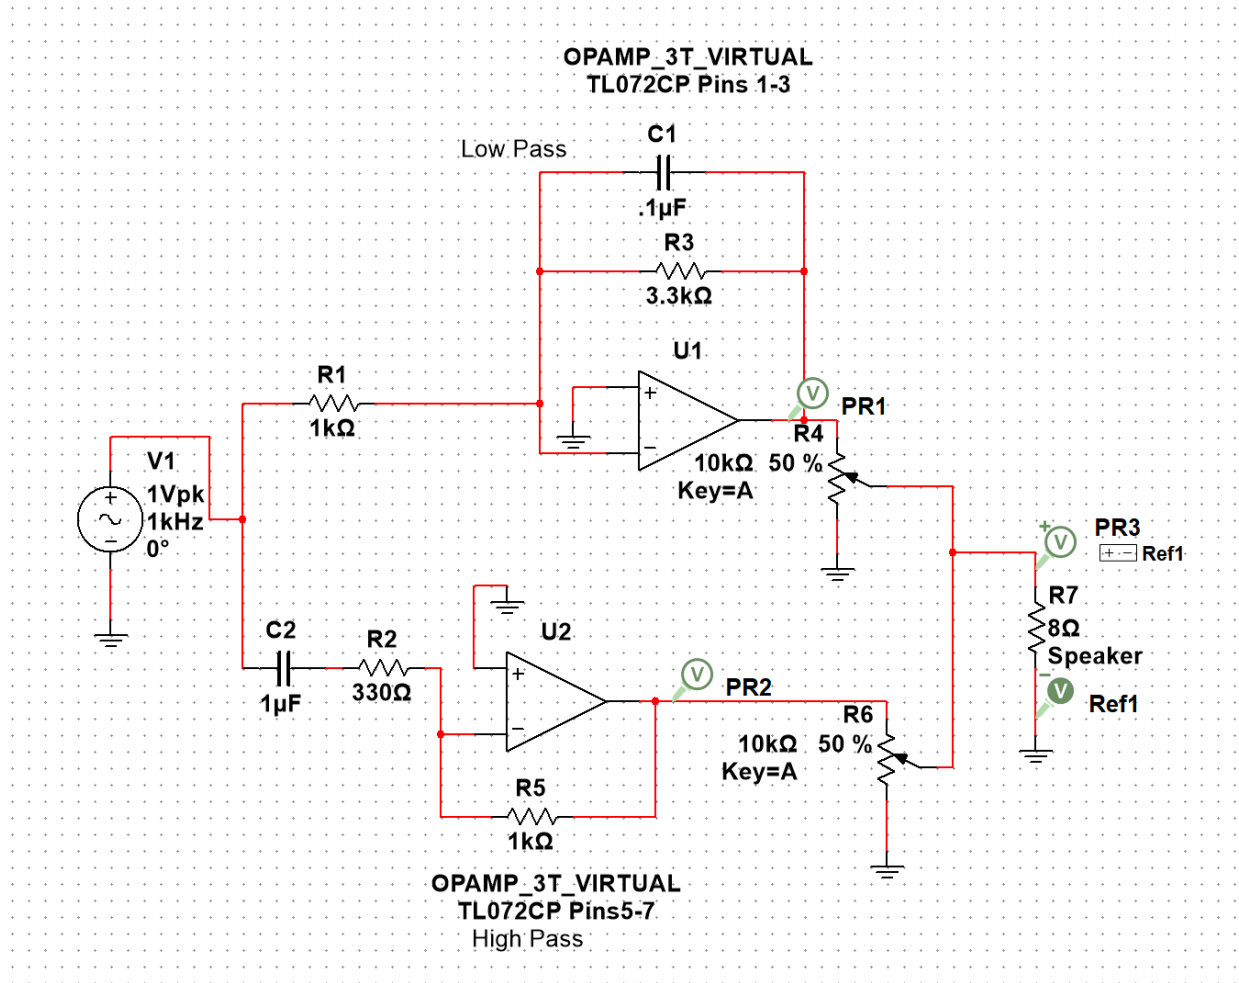 OPAMP_3T_VIRTUAL
TL072CP Pins 1-3
C1
Low Pass
.1µF
R3
3.3kΩ
U1
+
−
R1
1kΩ
V
PR1
R4
10kΩ 50 %
Key=A
V1
+
−
1Vpk
1kHz
0°
+
V
PR3
+ -
Ref1
R7
8Ω
Speaker
−
V
Ref1
C2
1µF
R2
330Ω
U2
+
−
V
PR2
R6
10kΩ 50 %
Key=A
R5
1kΩ
OPAMP_3T_VIRTUAL
TL072CP Pins5-7
High Pass